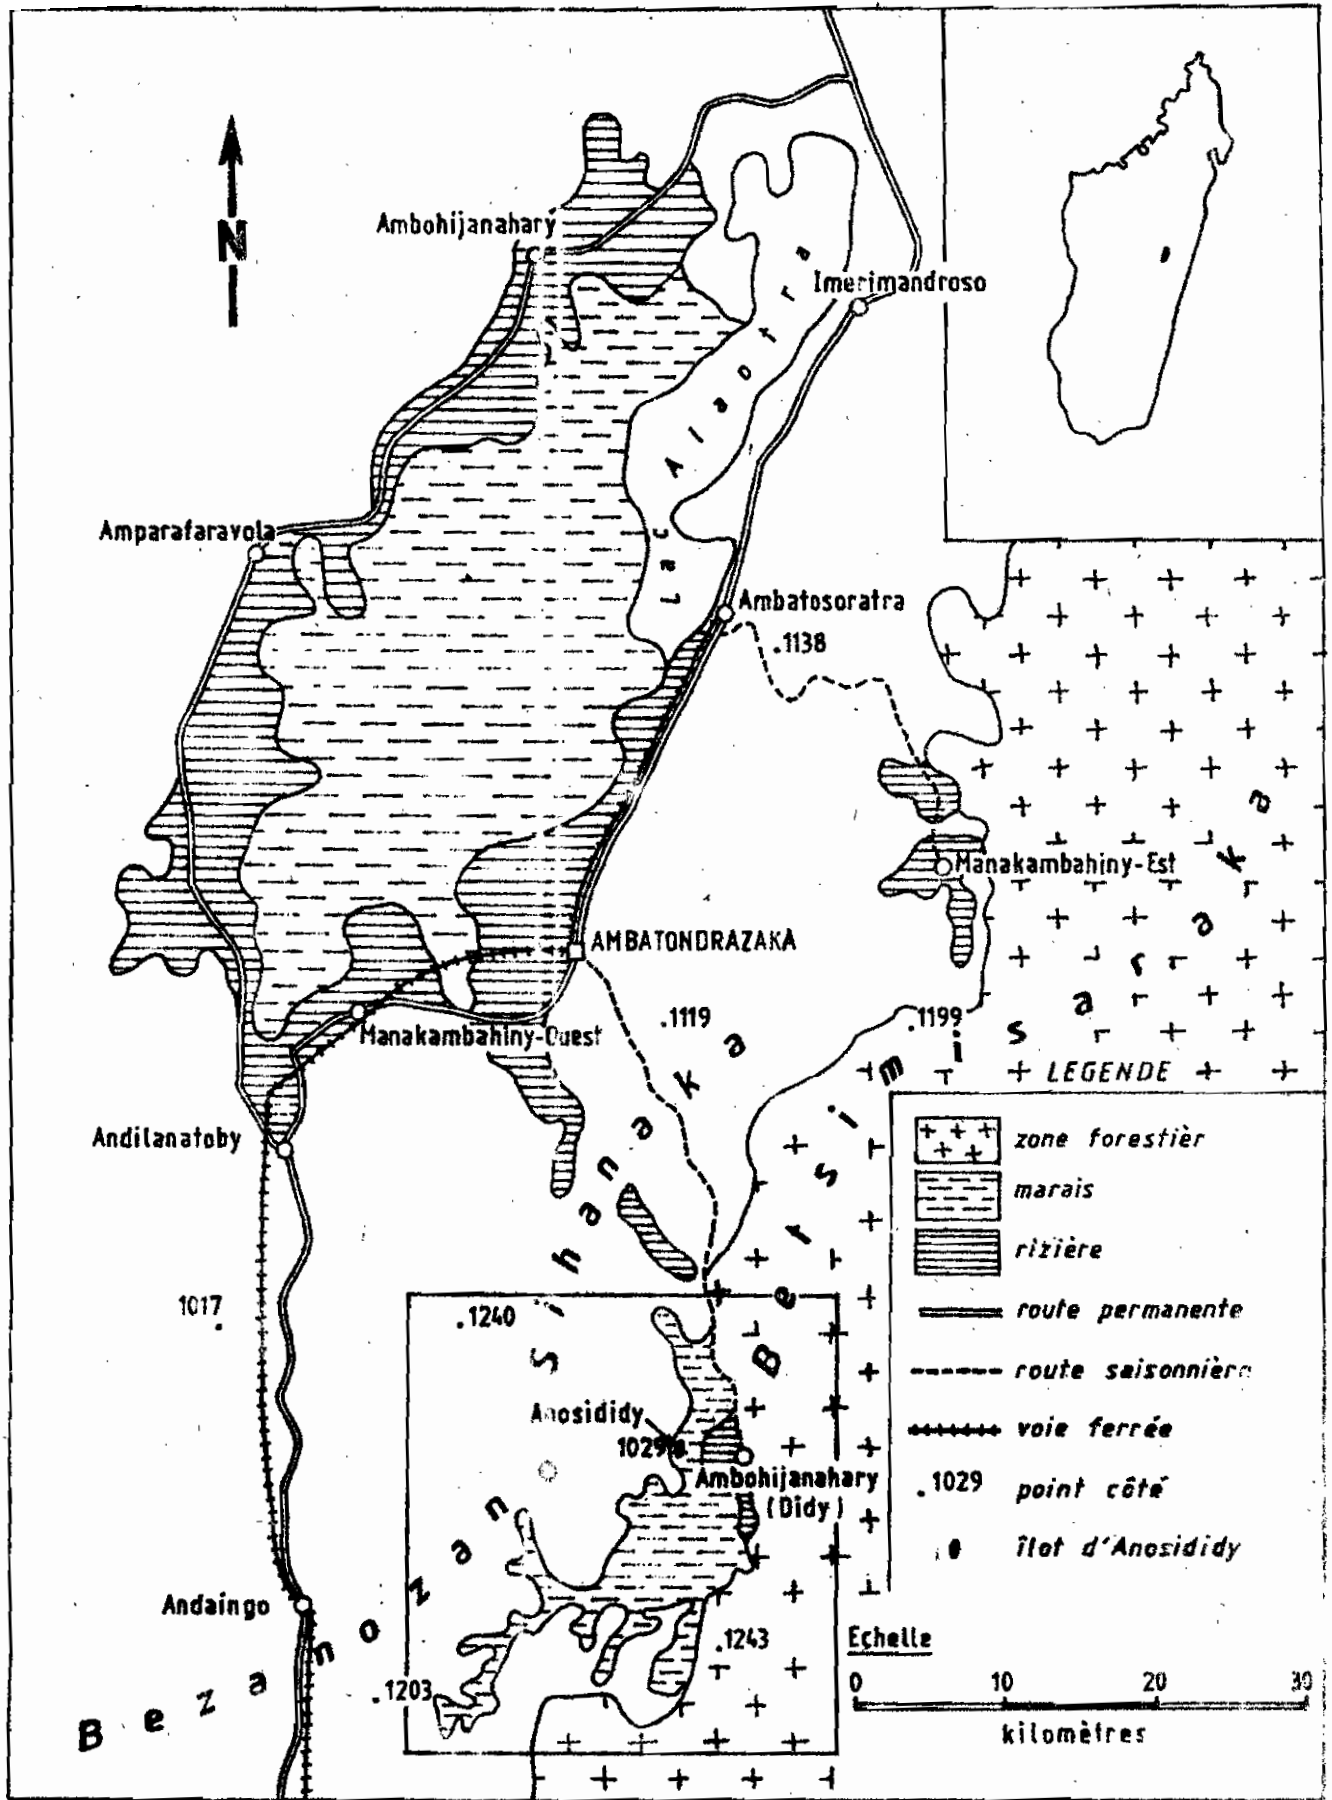 N
Ambohijanahary
Imerimandroso
Lac Alaotra
Amparafaravola
Ambatosoratra
.1138
Manakambahiny-Est
AMBATONDRAZAKA
.1119
.1199
Manakambahiny-Ouest
Andilanatoby
Sihanaka
Betsimisaraka
1017
.1240
Anosididy
1029
Ambohijanahary
(Didy)
Andaingo
.1243
.1203
Bezanozan
LEGENDE
zone forestièr
marais
rizière
route permanente
route saisonnière
voie ferrée
.1029 point côté
îlot d'Anosididy
Echelle
0 10 20 30
kilomètres